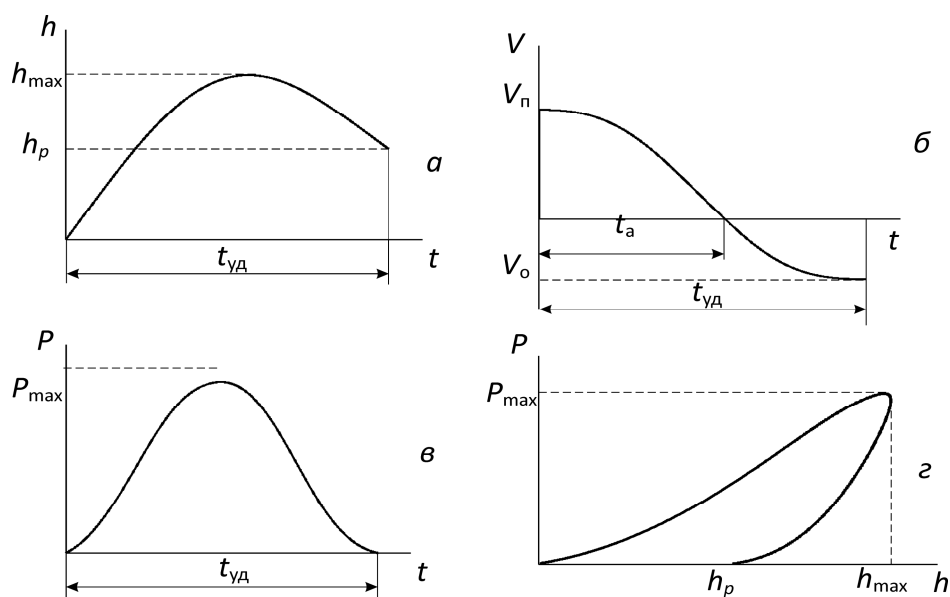 h
h_max
h_p
а
t_уд
t
V
V_п
б
t_а
t
V_о
t_уд
P
P_max
в
t_уд
t
P
P_max
г
h_p
h_max
h